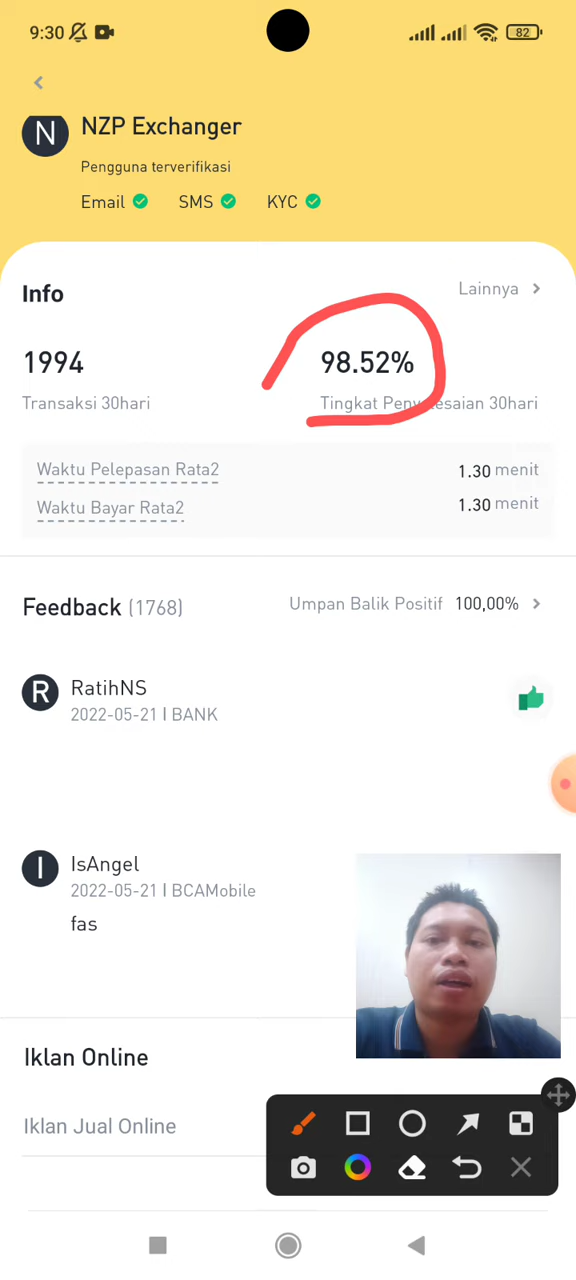 9:30
82
N
NZP Exchanger
Pengguna terverifikasi
Email SMS KYC
Info
Lainnya
1994
98.52%
Transaksi 30hari
Tingkat Penyelesaian 30hari
Waktu Pelepasan Rata2
1.30 menit
Waktu Bayar Rata2
1.30 menit
Feedback (1768)
Umpan Balik Positif 100,00%
R
RatihNS
2022-05-21 | BANK
I
IsAngel
2022-05-21 | BCAMobile
fas
Iklan Online
Iklan Jual Online